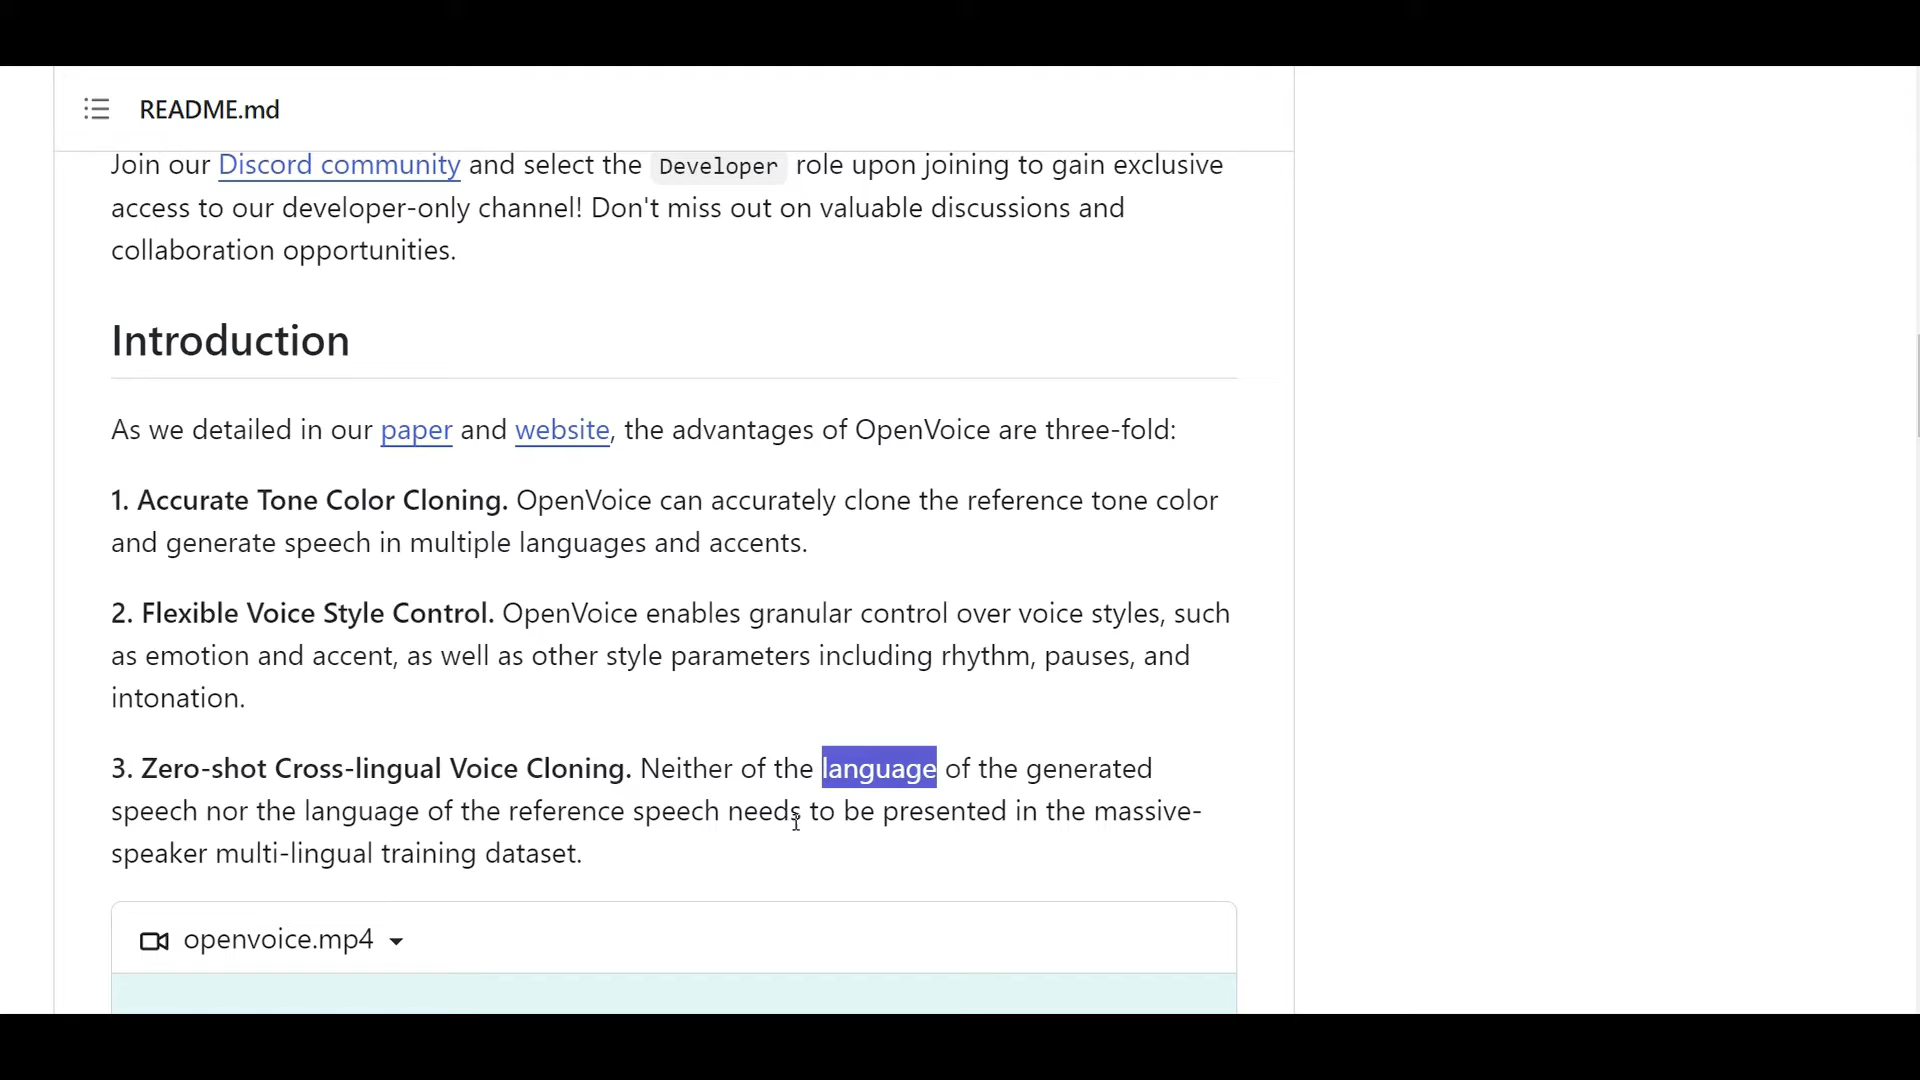 README.md
Join our Discord community and select the Developer role upon joining to gain exclusive
access to our developer-only channel! Don't miss out on valuable discussions and
collaboration opportunities.
Introduction
As we detailed in our paper and website, the advantages of OpenVoice are three-fold:
1. Accurate Tone Color Cloning. OpenVoice can accurately clone the reference tone color
and generate speech in multiple languages and accents.
2. Flexible Voice Style Control. OpenVoice enables granular control over voice styles, such
as emotion and accent, as well as other style parameters including rhythm, pauses, and
intonation.
3. Zero-shot Cross-lingual Voice Cloning. Neither of the language of the generated
speech nor the language of the reference speech needs to be presented in the massive-
speaker multi-lingual training dataset.
openvoice.mp4